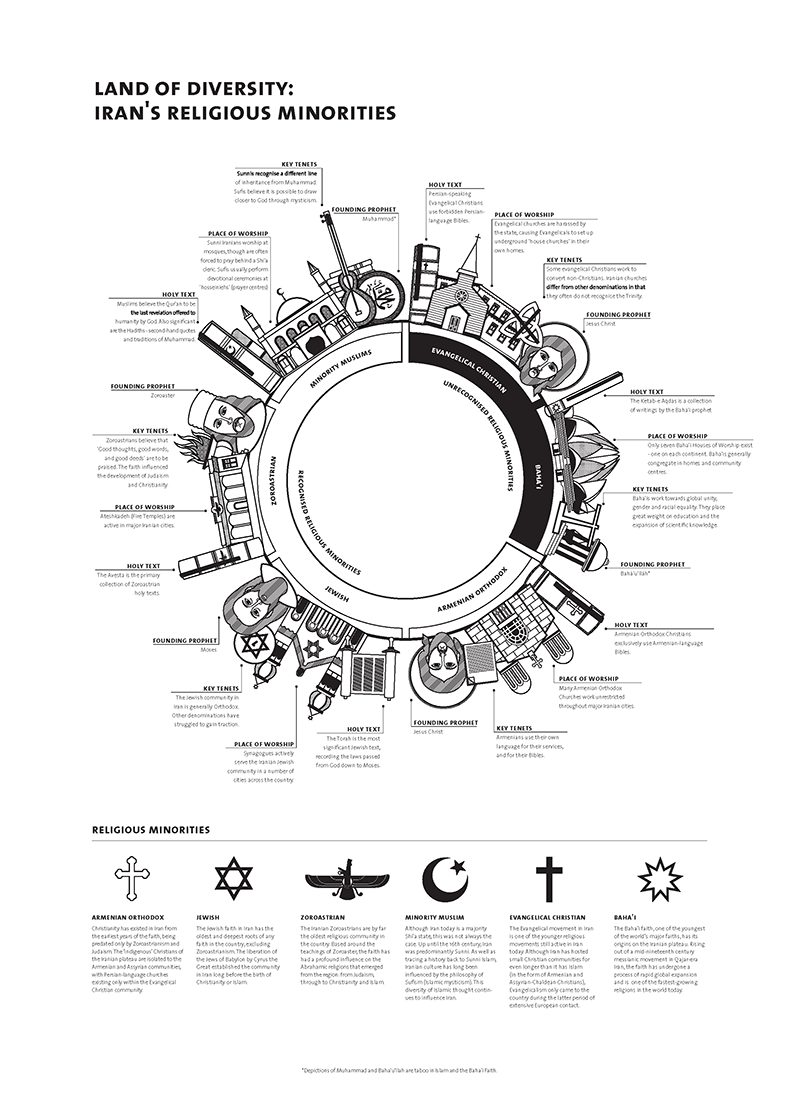 LAND OF DIVERSITY:
IRAN'S RELIGIOUS MINORITIES
KEY TENETS
Sunnis recognise a different line
of inheritance from Muhammad.
Sufis believe it is possible to draw
closer to God through mysticism.
FOUNDING PROPHET
Muhammad*
PLACE OF WORSHIP
Sunni Iranians worship at
mosques, though are often
forced to pray behind a Shi'a
cleric. Sufis usually perform
devotional ceremonies at
'hosseiniehs' (prayer centres)
HOLY TEXT
Muslims believe the Qur'an to be
the last revelation offered to
humanity by God. Also significant
are the Hadiths - second-hand quotes
and traditions of Muhammad.
HOLY TEXT
Persian-speaking
Evangelical Christians
use forbidden Persian-
language Bibles.
PLACE OF WORSHIP
Evangelical churches are harassed by
the state, causing Evangelicals to set up
underground 'house churches' in their
own homes.
KEY TENETS
Some evangelical Christians work to
convert non-Christians. Iranian churches
differ from other denominations in that
they often do not recognise the Trinity.
FOUNDING PROPHET
Jesus Christ
FOUNDING PROPHET
Zoroaster
KEY TENETS
Zoroastrians believe that
'Good thoughts, good words,
and good deeds' are to be
praised. The faith influenced
the development of Judaism
and Christianity
PLACE OF WORSHIP
Ateshkadeh (Fire Temples) are
active in major Iranian cities.
HOLY TEXT
The Avesta is the primary
collection of Zoroastrian
holy texts.
HOLY TEXT
The Ketab-e Aqdas is a collection
of writings by the Baha'i prophet
PLACE OF WORSHIP
Only seven Baha'i Houses of Worship exist
- one on each continent. Baha'is generally
congregate in homes and community
centres.
KEY TENETS
Baha'is work towards global unity,
gender and racial equality. They place
great weight on education and the
expansion of scientific knowledge.
FOUNDING PROPHET
Baha'u'llah*
MINORITY MUSLIMS
EVANGELICAL CHRISTIAN
UNRECOGNISED RELIGIOUS MINORITIES
BAHA'I
ZOROASTRIAN
RECOGNISED RELIGIOUS MINORITIES
JEWISH
ARMENIAN ORTHODOX
FOUNDING PROPHET
Moses
KEY TENETS
The Jewish community in
Iran is generally Orthodox.
Other denominations have
struggled to gain traction.
PLACE OF WORSHIP
Synagogues actively
serve the Iranian Jewish
community in a number of
cities across the country.
HOLY TEXT
The Torah is the most
significant Jewish text,
recording the laws passed
from God down to Moses.
FOUNDING PROPHET
Jesus Christ
KEY TENETS
Armenians use their own
language for their services,
and for their Bibles.
PLACE OF WORSHIP
Many Armenian Orthodox
Churches work unrestricted
throughout major Iranian cities.
HOLY TEXT
Armenian Orthodox Christians
exclusively use Armenian-language
Bibles.
RELIGIOUS MINORITIES
ARMENIAN ORTHODOX
Christianity has existed in Iran from
the earliest years of the faith, being
predated only by Zoroastrianism and
Judaism. The 'indigenous' Christians of
the Iranian plateau are isolated to the
Armenian and Assyrian communities,
with Persian-language churches
existing only within the Evangelical
Christian community
JEWISH
The Jewish faith in Iran has the
oldest and deepest roots of any
faith in the country, excluding
Zoroastrianism. The liberation of
the Jews of Babylon by Cyrus the
Great established the community
in Iran long before the birth of
Christianity or Islam.
ZOROASTRIAN
The Iranian Zoroastrians are by far
the oldest religious community in
the country. Based around the
teachings of Zoroaster, the faith has
had a profound influence on the
Abrahamic religions that emerged
from the region. From Judaism,
through to Christianity and Islam
MINORITY MUSLIM
Although Iran today is a majority
Shi'a state, this was not always the
case. Up until the 16th century, Iran
was predominantly Sunni. As well as
tracing a history back to Sunni Islam,
Iranian culture has long been
influenced by the philosophy of
Sufism (Islamic mysticism). This
diversity of Islamic thought contin-
ues to influence Iran.
EVANGELICAL CHRISTIAN
The Evangelical movement in Iran
is one of the younger religious
movements still active in Iran
today. Although Iran has hosted
small Christian communities for
even longer than it has Islam
(in the form of Armenian and
Assyrian-Chaldean Christians),
Evangelicalism only came to the
country during the latter period of
extensive European contact.
BAHA'I
The Baha'i faith, one of the youngest
of the world's major faiths, has its
origins on the Iranian plateau. Rising
out of a mid-nineteenth century
messianic movement in Qajar-era
Iran, the faith has undergone a
process of rapid global expansion
and is one of the fastest-growing
religions in the world today.
*Depictions of Muhammad and Baha'u'llah are taboo in Islam and the Baha'i Faith.